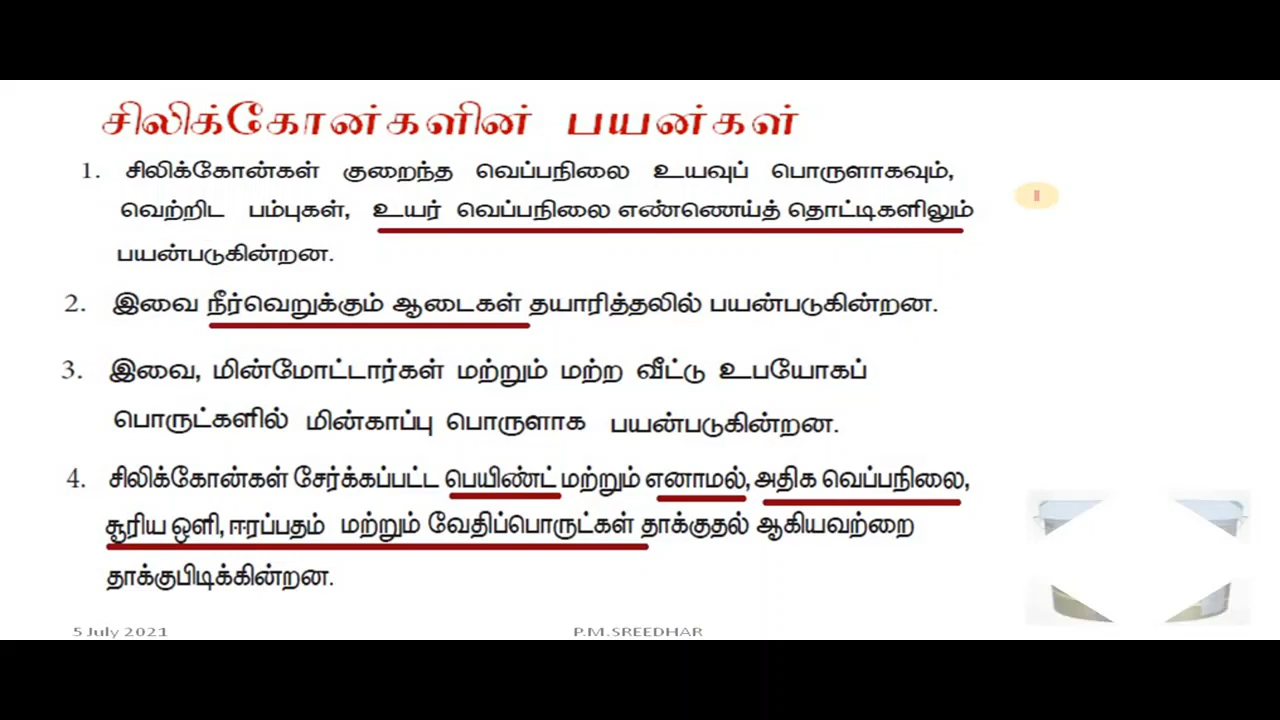 சிலிக்கோன்களின் பயன்கள்
1. சிலிக்கோன்கள் குறைந்த வெப்பநிலை உயவுப் பொருளாகவும்,
வெற்றிட பம்புகள், உயர் வெப்பநிலை எண்ணெய்த் தொட்டிகளிலும்
பயன்படுகின்றன.
2. இவை நீர்வெறுக்கும் ஆடைகள் தயாரித்தலில் பயன்படுகின்றன.
3. இவை, மின்மோட்டார்கள் மற்றும் மற்ற வீட்டு உபயோகப்
பொருட்களில் மின்காப்பு பொருளாக பயன்படுகின்றன.
4. சிலிக்கோன்கள் சேர்க்கப்பட்ட பெயிண்ட் மற்றும் எனாமல், அதிக வெப்பநிலை,
சூரிய ஒளி, ஈரப்பதம் மற்றும் வேதிப்பொருட்கள் தாக்குதல் ஆகியவற்றை
தாக்குபிடிக்கின்றன.
5 July 2021 P.M.SREEDHAR